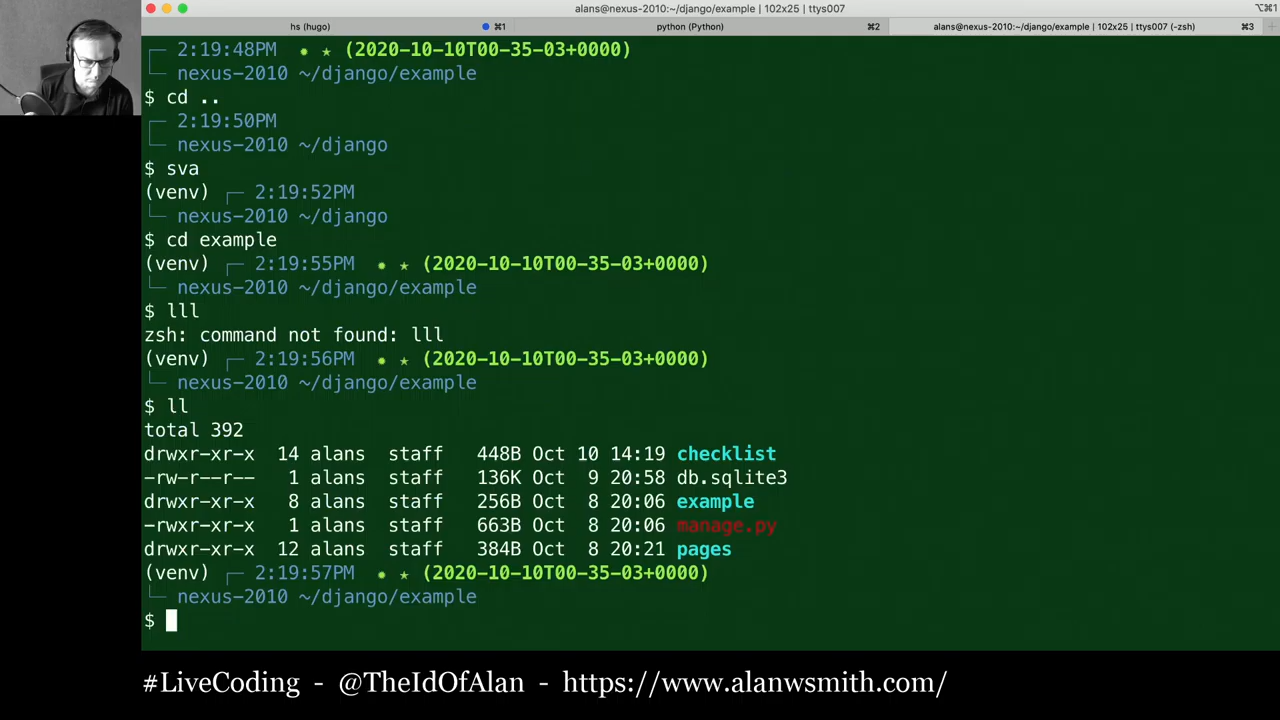 alans@nexus-2010:~/django/example | 102x25 | ttys007
⌥⌘1
hs (hugo) ⌘1
python (Python) ⌘2
alans@nexus-2010:~/django/example | 102x25 | ttys007 (-zsh) ⌘3
┌─ 2:19:48PM ✹ ★ (2020-10-10T00-35-03+0000)
└─ nexus-2010 ~/django/example
$ cd ..
┌─ 2:19:50PM
└─ nexus-2010 ~/django
$ sva
(venv) ┌─ 2:19:52PM
└─ nexus-2010 ~/django
$ cd example
(venv) ┌─ 2:19:55PM ✹ ★ (2020-10-10T00-35-03+0000)
└─ nexus-2010 ~/django/example
$ lll
zsh: command not found: lll
(venv) ┌─ 2:19:56PM ✹ ★ (2020-10-10T00-35-03+0000)
└─ nexus-2010 ~/django/example
$ ll
total 392
drwxr-xr-x 14 alans staff 448B Oct 10 14:19 checklist
-rw-r--r-- 1 alans staff 136K Oct 9 20:58 db.sqlite3
drwxr-xr-x 8 alans staff 256B Oct 8 20:06 example
-rwxr-xr-x 1 alans staff 663B Oct 8 20:06 manage.py
drwxr-xr-x 12 alans staff 384B Oct 8 20:21 pages
(venv) ┌─ 2:19:57PM ✹ ★ (2020-10-10T00-35-03+0000)
└─ nexus-2010 ~/django/example
$
#LiveCoding - @TheIdOfAlan - https://www.alanwsmith.com/